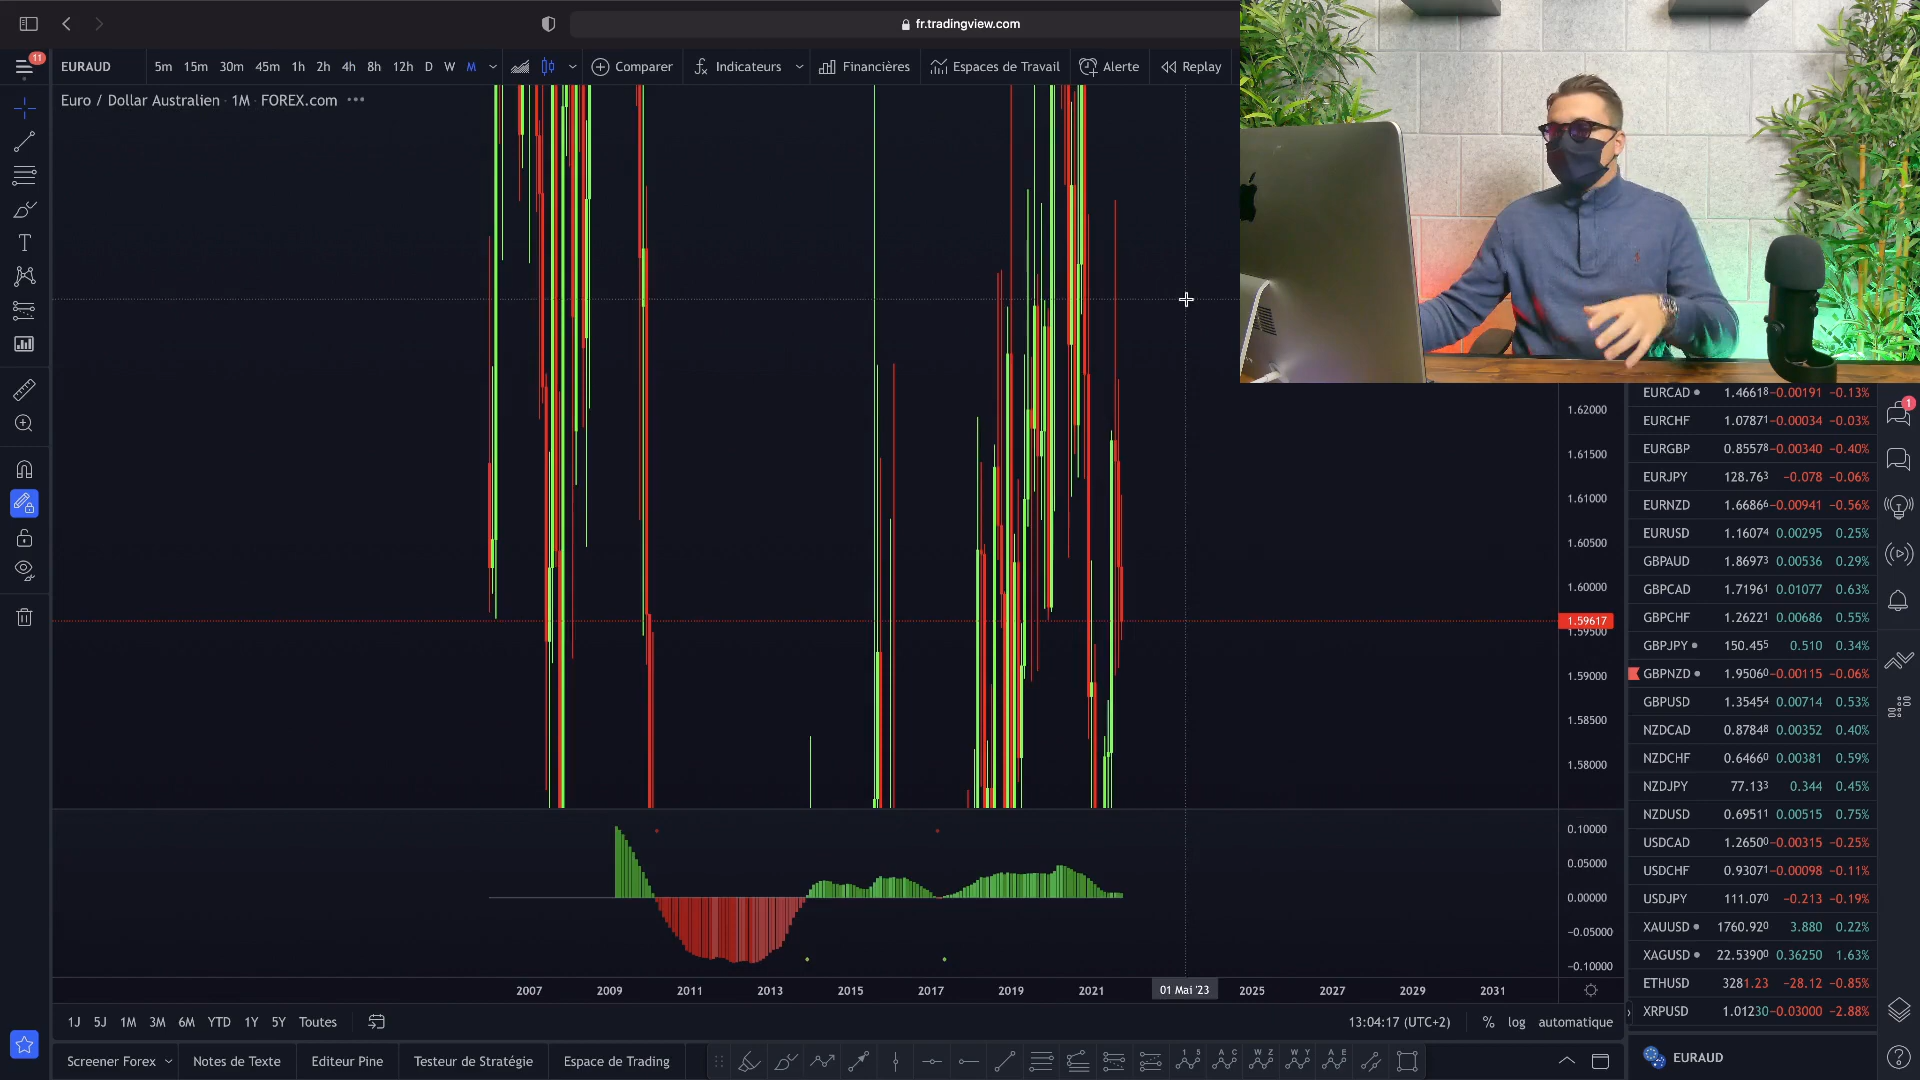 fr.tradingview.com
11
EURAUD 5m 15m 30m 45m 1h 2h 4h 8h 12h D W M Comparer Indicateurs Financières Espaces de Travail Alerte Replay
Euro / Dollar Australien · 1M · FOREX.com
T
1.62000
1.61500
1.61000
1.60500
1.60000
1.59617
1.59500
1.59000
1.58500
1.58000
0.10000
0.05000
0.00000
−0.05000
−0.10000
EURCAD 1.46618 −0.00191 −0.13%
EURCHF 1.07871 −0.00034 −0.03%
EURGBP 0.85578 −0.00340 −0.40%
EURJPY 128.763 −0.078 −0.06%
EURNZD 1.66866 −0.00941 −0.56%
EURUSD 1.16074 0.00295 0.25%
GBPAUD 1.86973 0.00536 0.29%
GBPCAD 1.71961 0.01077 0.63%
GBPCHF 1.26221 0.00686 0.55%
GBPJPY 150.455 0.510 0.34%
GBPNZD 1.95060 −0.00115 −0.06%
GBPUSD 1.35454 0.00714 0.53%
NZDCAD 0.87848 0.00352 0.40%
NZDCHF 0.64660 0.00381 0.59%
NZDJPY 77.133 0.344 0.45%
NZDUSD 0.69511 0.00515 0.75%
USDCAD 1.26500 −0.00315 −0.25%
USDCHF 0.93071 −0.00098 −0.11%
USDJPY 111.070 −0.213 −0.19%
XAUUSD 1760.920 3.880 0.22%
XAGUSD 22.53900 0.36250 1.63%
ETHUSD 3281.23 −28.12 −0.85%
XRPUSD 1.01230 −0.03000 −2.88%
1
2007 2009 2011 2013 2015 2017 2019 2021 01 Mai '23 2025 2027 2029 2031
1J 5J 1M 3M 6M YTD 1Y 5Y Toutes 13:04:17 (UTC+2) % log automatique
Screener Forex Notes de Texte Editeur Pine Testeur de Stratégie Espace de Trading
EURAUD